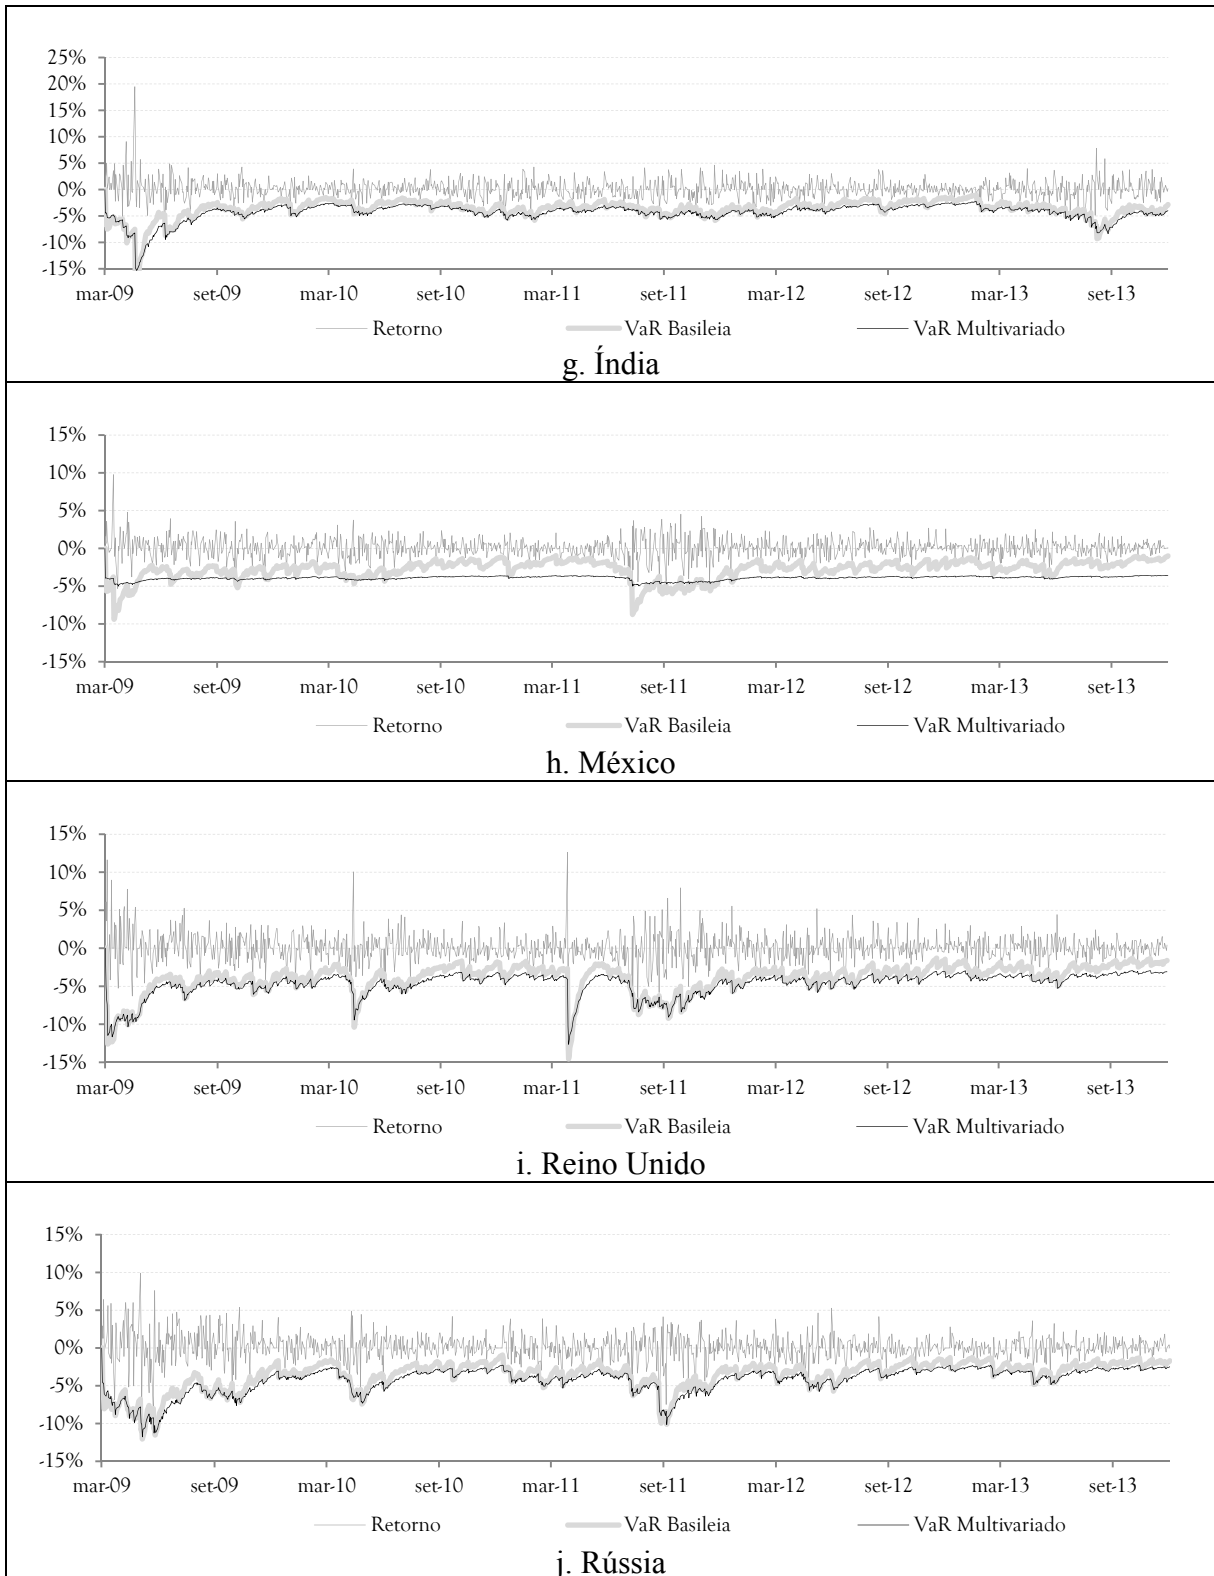 25%
20%
15%
10%
5%
0%
-5%
-10%
-15%
mar-09 set-09 mar-10 set-10 mar-11 set-11 mar-12 set-12 mar-13 set-13
Retorno VaR Basileia VaR Multivariado
g. Índia
15%
10%
5%
0%
-5%
-10%
-15%
mar-09 set-09 mar-10 set-10 mar-11 set-11 mar-12 set-12 mar-13 set-13
Retorno VaR Basileia VaR Multivariado
h. México
15%
10%
5%
0%
-5%
-10%
-15%
mar-09 set-09 mar-10 set-10 mar-11 set-11 mar-12 set-12 mar-13 set-13
Retorno VaR Basileia VaR Multivariado
i. Reino Unido
15%
10%
5%
0%
-5%
-10%
-15%
mar-09 set-09 mar-10 set-10 mar-11 set-11 mar-12 set-12 mar-13 set-13
Retorno VaR Basileia VaR Multivariado
j. Rússia